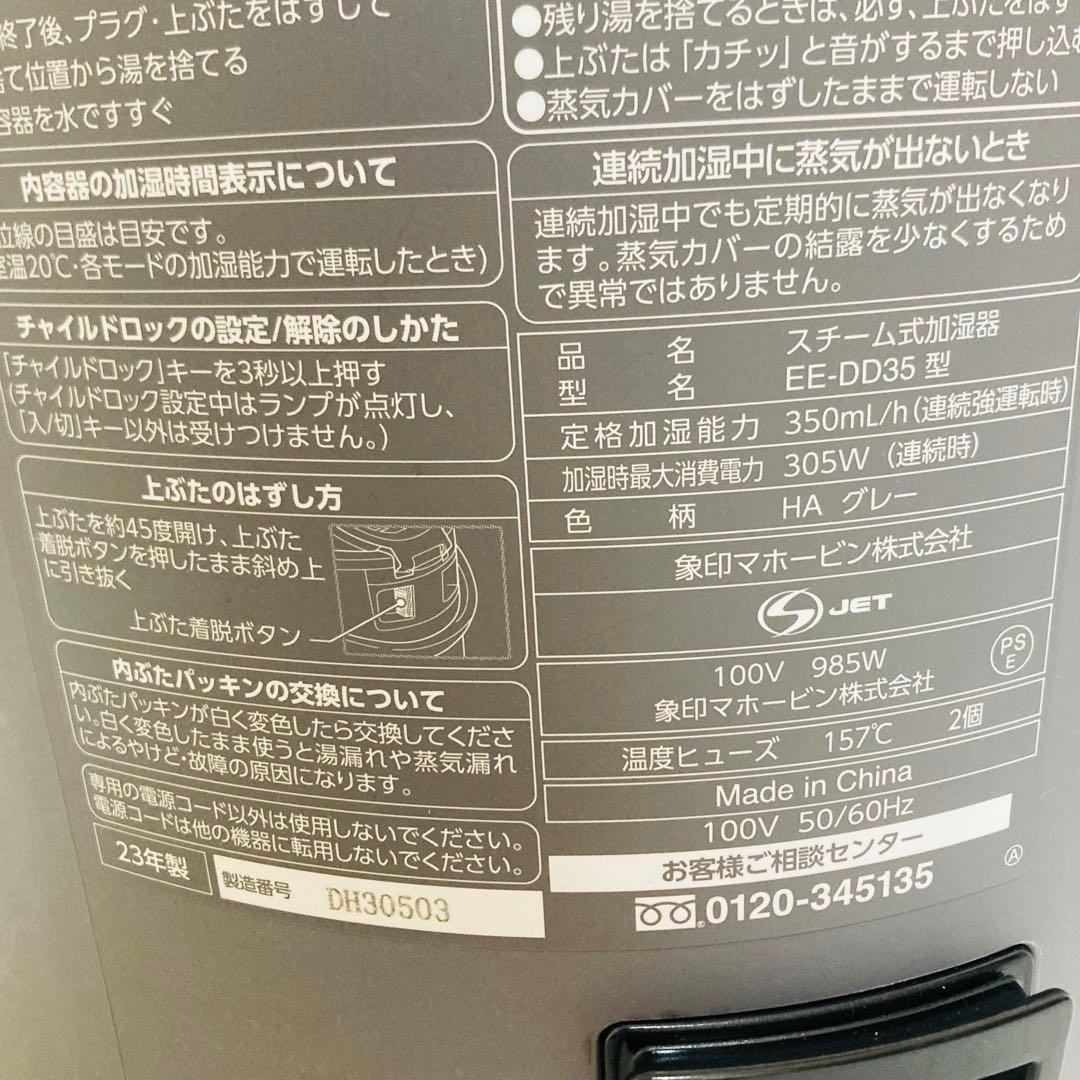 終了後、プラグ・上ぶたをはずして
捨て位置から湯を捨てる
容器を水ですすぐ
内容器の加湿時間表示について
位線の目盛は目安です。
室温20℃・各モードの加湿能力で運転したとき)
チャイルドロックの設定/解除のしかた
「チャイルドロック」キーを3秒以上押す
(チャイルドロック設定中はランプが点灯し、
「入/切」キー以外は受けつけません。)
上ぶたのはずし方
上ぶたを約45度開け、上ぶた
着脱ボタンを押したまま斜め上
に引き抜く
上ぶた着脱ボタン
内ぶたパッキンの交換について
内ぶたパッキンが白く変色したら交換してくださ
い。白く変色したまま使うと湯漏れや蒸気漏れ
によるやけど・故障の原因になります。
専用の電源コード以外は使用しないでください。
電源コードは他の機器に転用しないでください。
23年製
製造番号 DH30503
●残り湯を捨てるときは、必ず、上ぶたをはず
●上ぶたは「カチッ」と音がするまで押し込む
●蒸気カバーをはずしたままで運転しない
連続加湿中に蒸気が出ないとき
連続加湿中でも定期的に蒸気が出なくなり
ます。蒸気カバーの結露を少なくするため
で異常ではありません。
品名 スチーム式加湿器
型名 EE-DD35 型
定格加湿能力 350mL/h(連続強運転時)
加湿時最大消費電力 305W (連続時)
色柄 HA グレー
象印マホービン株式会社
JET
100V 985W
PS
E
象印マホービン株式会社
温度ヒューズ 157℃ 2個
Made in China
100V 50/60Hz
お客様ご相談センター
0120-345135
A